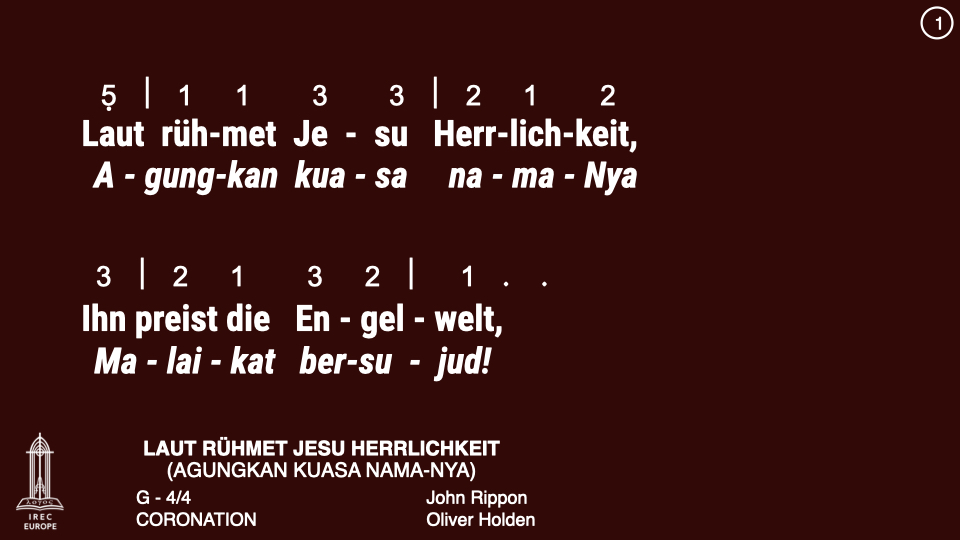 1
5̣ | 1 1 3 3 | 2 1 2
Laut rüh-met Je - su Herr-lich-keit,
A - gung-kan kua - sa na - ma - Nya
3 | 2 1 3 2 | 1 . .
Ihn preist die En - gel - welt,
Ma - lai - kat ber-su - jud!
LAUT RÜHMET JESU HERRLICHKEIT
(AGUNGKAN KUASA NAMA-NYA)
G - 4/4 John Rippon
CORONATION Oliver Holden
ΛΟΓΟΣ
IREC
EUROPE